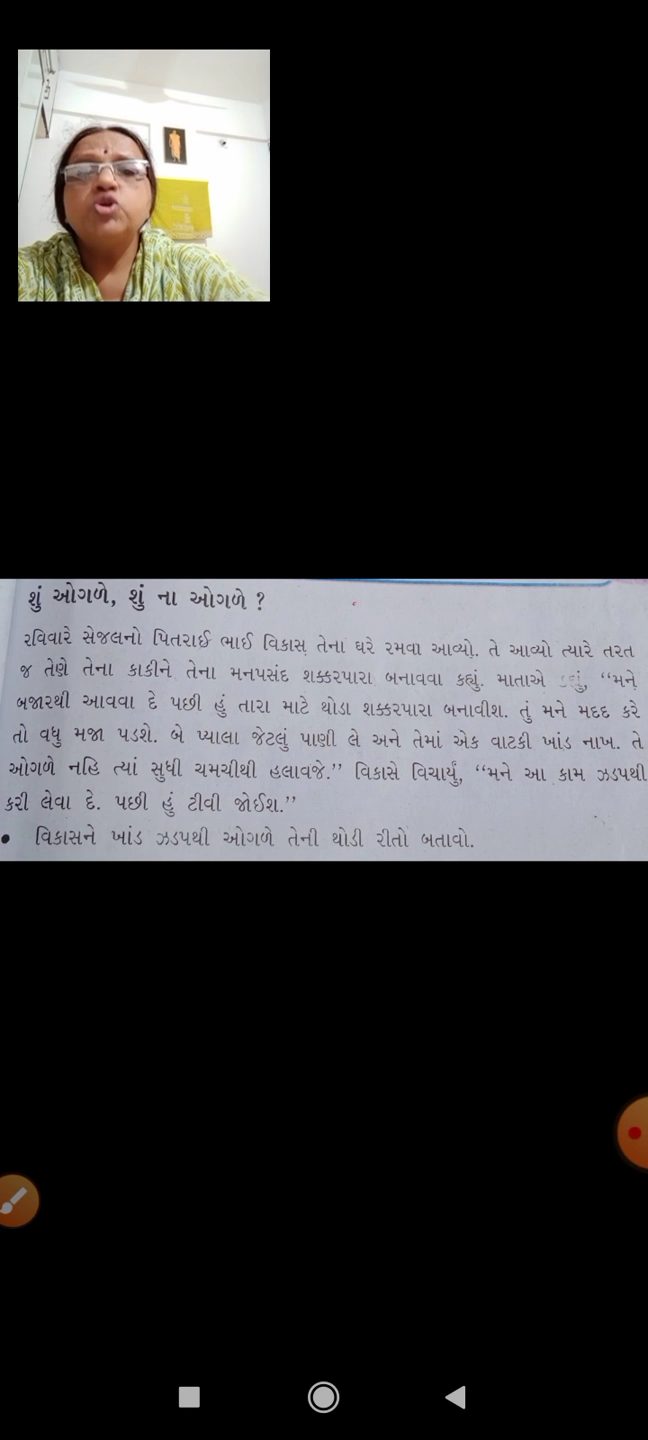 શું ઓગળે, શું ના ઓગળે ?
રવિવારે સેજલનો પિતરાઈ ભાઈ વિકાસ તેના ઘરે રમવા આવ્યો. તે આવ્યો ત્યારે તરત
જ તેણે તેના કાકીને તેના મનપસંદ શક્કરપારા બનાવવા કહ્યું. માતાએ “મને
બજારથી આવવા દે પછી હું તારા માટે થોડા શક્કરપારા બનાવીશ. તું મને મદદ કરે
તો વધુ મજા પડશે. બે પ્યાલા જેટલું પાણી લે અને તેમાં એક વાટકી ખાંડ નાખ. તે
ઓગળે નહિ ત્યાં સુધી ચમચીથી હલાવજે.” વિકાસે વિચાર્યું, “મને આ કામ ઝડપથી
કરી લેવા દે. પછી હું ટીવી જોઈશ.”
• વિકાસને ખાંડ ઝડપથી ઓગળે તેની થોડી રીતો બતાવો.